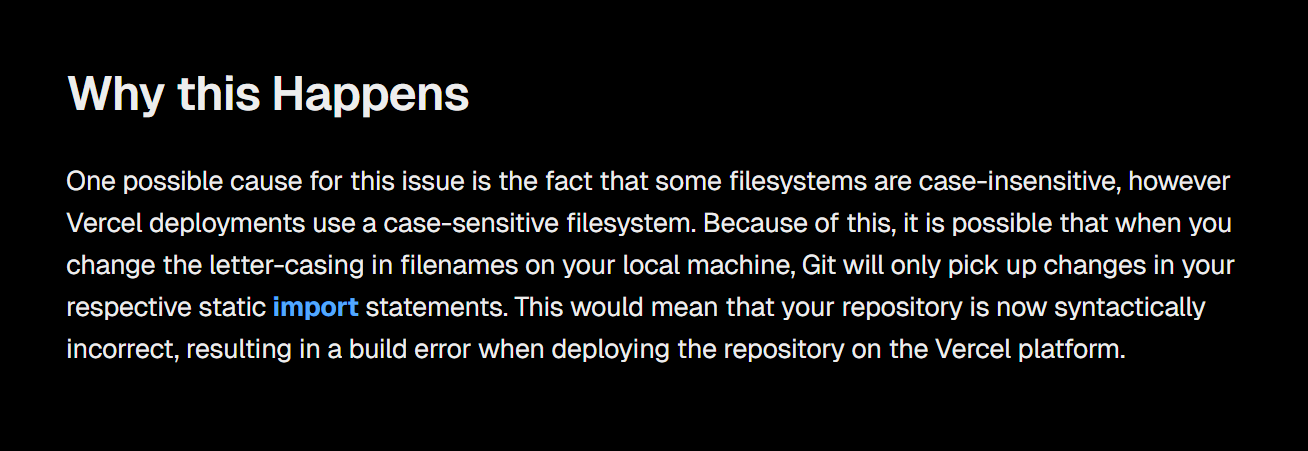 Why this Happens
One possible cause for this issue is the fact that some filesystems are case-insensitive, however
Vercel deployments use a case-sensitive filesystem. Because of this, it is possible that when you
change the letter-casing in filenames on your local machine, Git will only pick up changes in your
respective static import statements. This would mean that your repository is now syntactically
incorrect, resulting in a build error when deploying the repository on the Vercel platform.